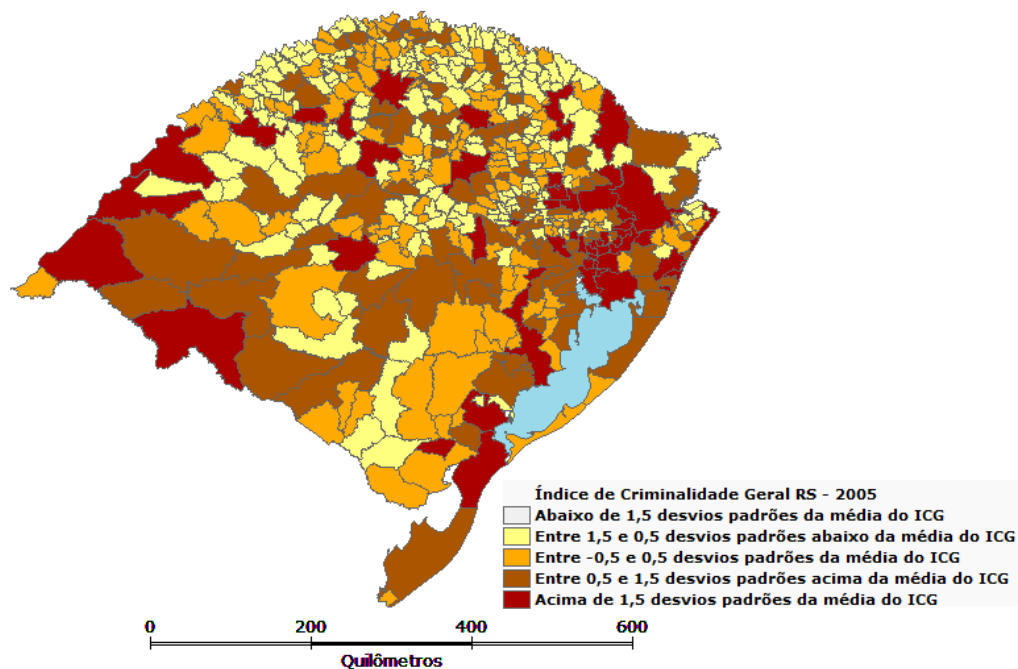 Índice de Criminalidade Geral RS - 2005
Abaixo de 1,5 desvios padrões da média do ICG
Entre 1,5 e 0,5 desvios padrões abaixo da média do ICG
Entre -0,5 e 0,5 desvios padrões da média do ICG
Entre 0,5 e 1,5 desvios padrões acima da média do ICG
Acima de 1,5 desvios padrões da média do ICG
0 200 400 600
Quilômetros